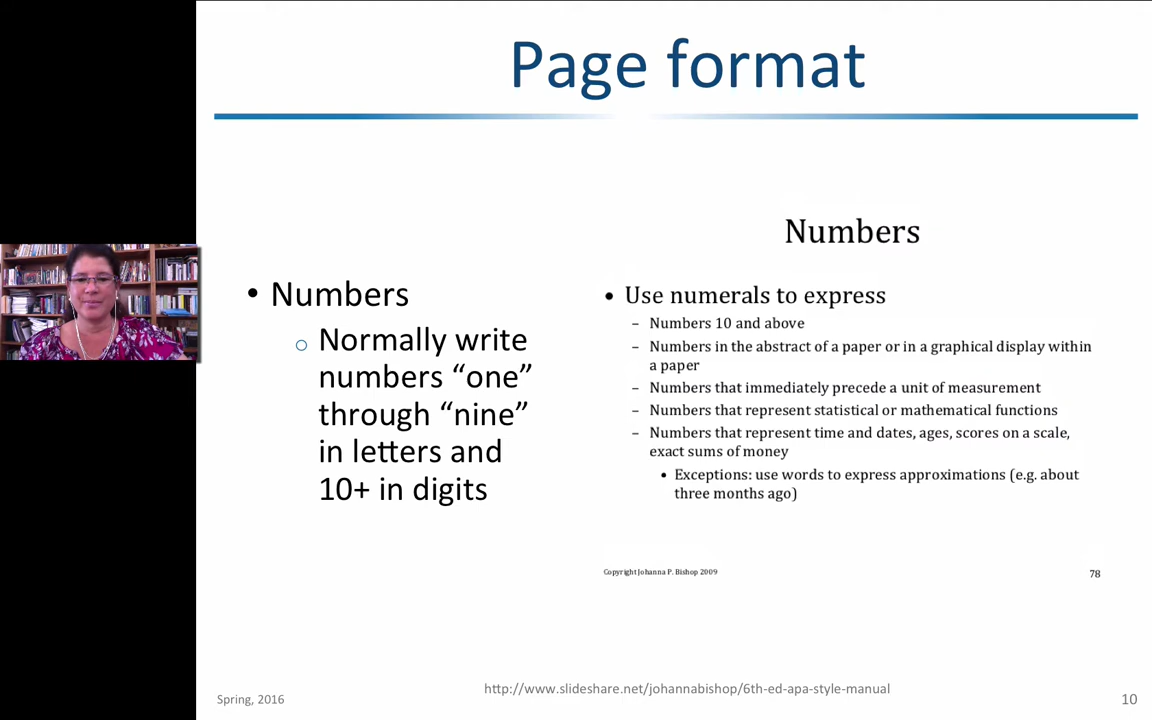 Page format
• Numbers
○ Normally write
numbers “one”
through “nine”
in letters and
10+ in digits
Numbers
• Use numerals to express
– Numbers 10 and above
– Numbers in the abstract of a paper or in a graphical display within
a paper
– Numbers that immediately precede a unit of measurement
– Numbers that represent statistical or mathematical functions
– Numbers that represent time and dates, ages, scores on a scale,
exact sums of money
• Exceptions: use words to express approximations (e.g. about
three months ago)
Copyright Johanna P. Bishop 2009
78
Spring, 2016
http://www.slideshare.net/johannabishop/6th-ed-apa-style-manual
10